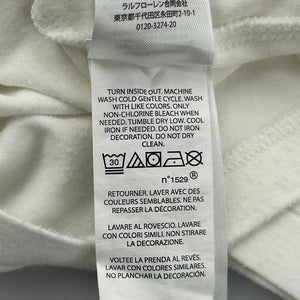 ラルフローレン合同会社
東京都千代田区永田町2-10-1
0120-3274-20
TURN INSIDE OUT. MACHINE
WASH COLD GENTLE CYCLE. WASH
WITH LIKE COLORS. ONLY
NON-CHLORINE BLEACH WHEN
NEEDED. TUMBLE DRY LOW. COOL
IRON IF NEEDED. DO NOT IRON
DECORATION. DO NOT DRY
CLEAN.
30
n°1529 ®
RETOURNER. LAVER AVEC DES
COULEURS SEMBLABLES. NE PAS
REPASSER LA DÉCORATION.
LAVARE AL ROVESCIO. LAVARE
CON COLORI SIMILI. NON STIRARE
LA DECORAZIONE.
VOLTEE LA PRENDA AL REVÉS.
LAVAR CON COLORES SIMILARES.